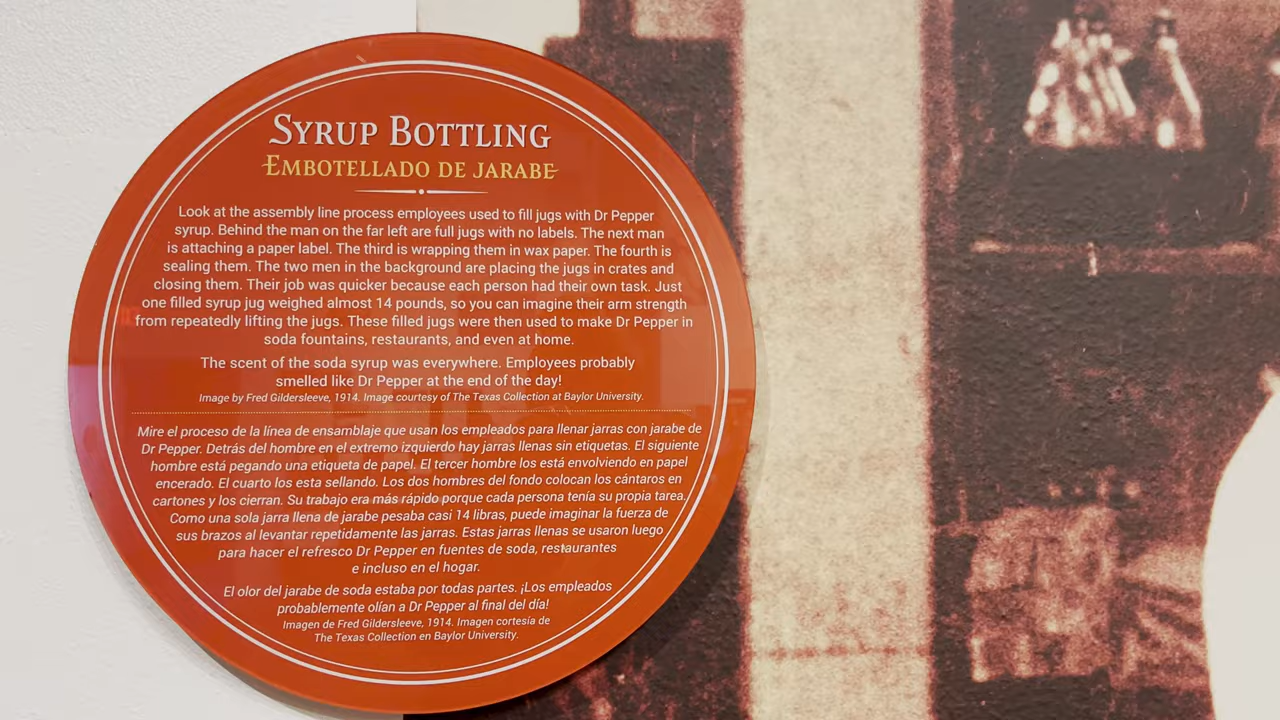 SYRUP BOTTLING
EMBOTELLADO DE JARABE
Look at the assembly line process employees used to fill jugs with Dr Pepper
syrup. Behind the man on the far left are full jugs with no labels. The next man
is attaching a paper label. The third is wrapping them in wax paper. The fourth is
sealing them. The two men in the background are placing the jugs in crates and
closing them. Their job was quicker because each person had their own task. Just
one filled syrup jug weighed almost 14 pounds, so you can imagine their arm strength
from repeatedly lifting the jugs. These filled jugs were then used to make Dr Pepper in
soda fountains, restaurants, and even at home.
The scent of the soda syrup was everywhere. Employees probably
smelled like Dr Pepper at the end of the day!
Image by Fred Gildersleeve, 1914. Image courtesy of The Texas Collection at Baylor University.
Mire el proceso de la línea de ensamblaje que usan los empleados para llenar jarras con jarabe de
Dr Pepper. Detrás del hombre en el extremo izquierdo hay jarras llenas sin etiquetas. El siguiente
hombre está pegando una etiqueta de papel. El tercer hombre los está envolviendo en papel
encerado. El cuarto los esta sellando. Los dos hombres del fondo colocan los cántaros en
cartones y los cierran. Su trabajo era más rápido porque cada persona tenía su propia tarea.
Como una sola jarra llena de jarabe pesaba casi 14 libras, puede imaginar la fuerza de
sus brazos al levantar repetidamente las jarras. Estas jarras llenas se usaron luego
para hacer el refresco Dr Pepper en fuentes de soda, restaurantes
e incluso en el hogar.
El olor del jarabe de soda estaba por todas partes. ¡Los empleados
probablemente olían a Dr Pepper al final del día!
Imagen de Fred Gildersleeve, 1914. Imagen cortesía de
The Texas Collection en Baylor University.